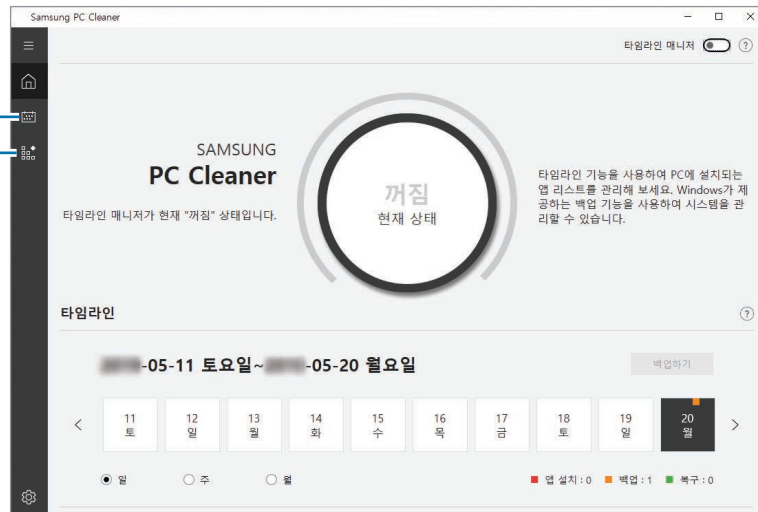 Samsung PC Cleaner
타임라인 매니저
?
SAMSUNG
PC Cleaner
타임라인 매니저가 현재 "꺼짐" 상태입니다.
꺼짐
현재 상태
타임라인 기능을 사용하여 PC에 설치되는
앱 리스트를 관리해 보세요. Windows가 제
공하는 백업 기능을 사용하여 시스템을 관
리할 수 있습니다.
타임라인
?
-05-11 토요일~ -05-20 월요일
백업하기
11 12 13 14 15 16 17 18 19 20
토 일 월 화 수 목 금 토 일 월
일 주 월
앱 설치 : 0 백업 : 1 복구 : 0